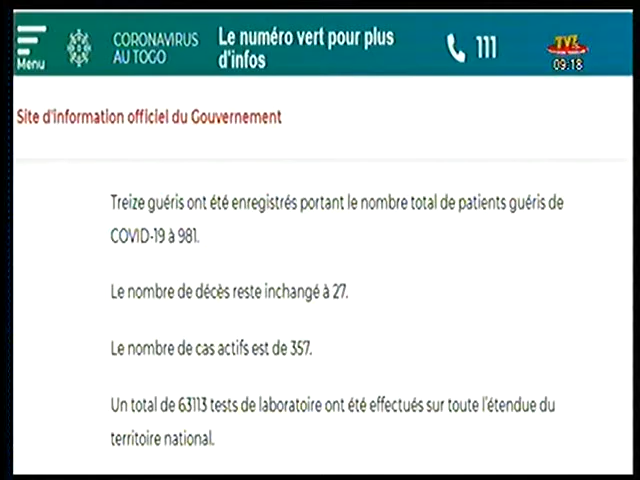 Menu
CORONAVIRUS
AU TOGO
Le numéro vert pour plus
d'infos
111
TV7
09:18
Site d'information officiel du Gouvernement
Treize guéris ont été enregistrés portant le nombre total de patients guéris de
COVID-19 à 981.
Le nombre de décès reste inchangé à 27.
Le nombre de cas actifs est de 357.
Un total de 63113 tests de laboratoire ont été effectués sur toute l'étendue du
territoire national.